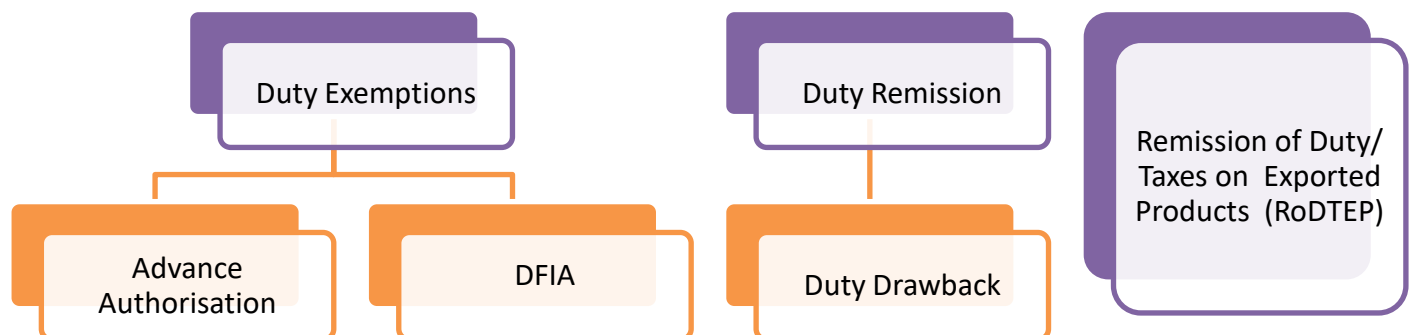 Duty Exemptions
Duty Remission
Remission of Duty/
Taxes on Exported
Products (RoDTEP)
Advance
Authorisation
DFIA
Duty Drawback